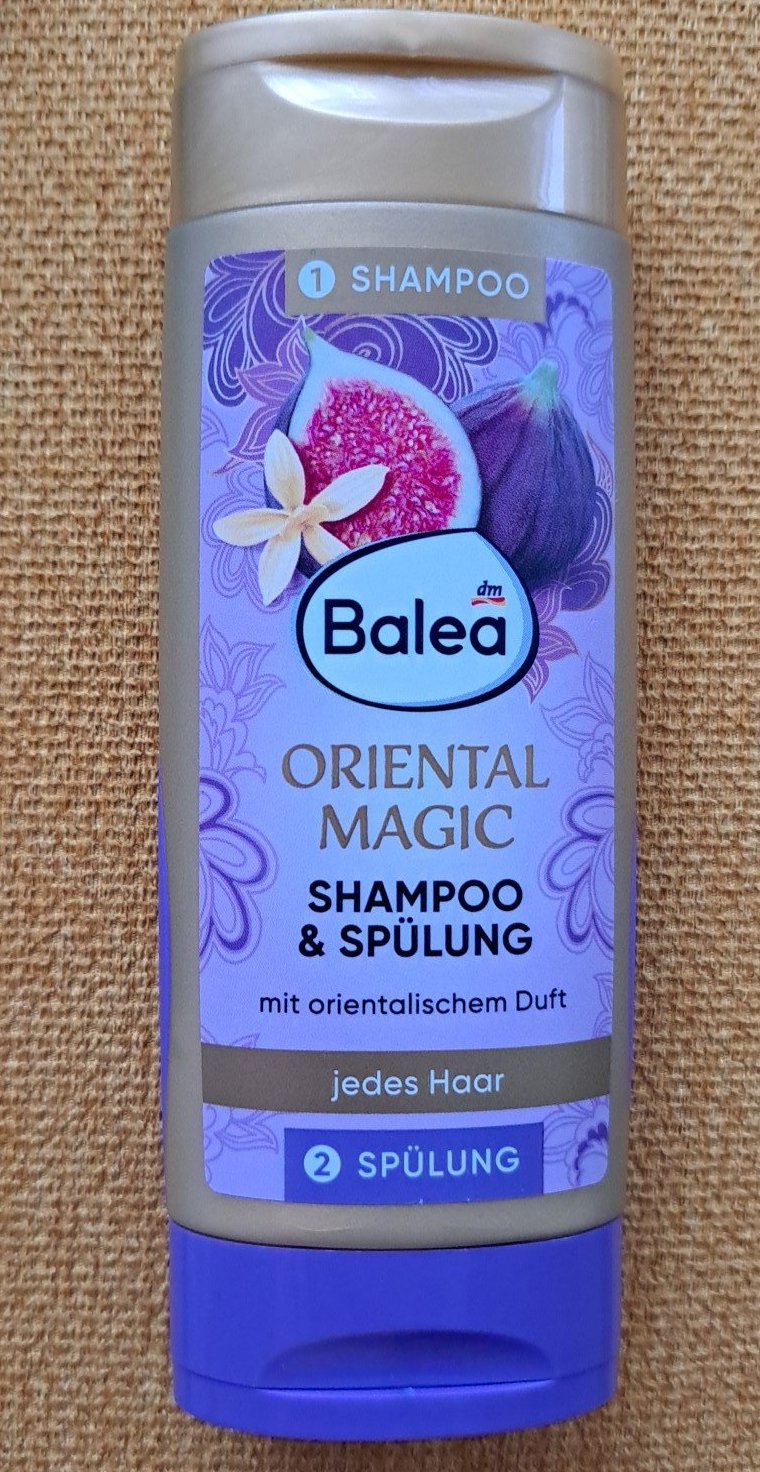 1 SHAMPOO
dm
Balea
ORIENTAL
MAGIC
SHAMPOO
& SPÜLUNG
mit orientalischem Duft
jedes Haar
2 SPÜLUNG